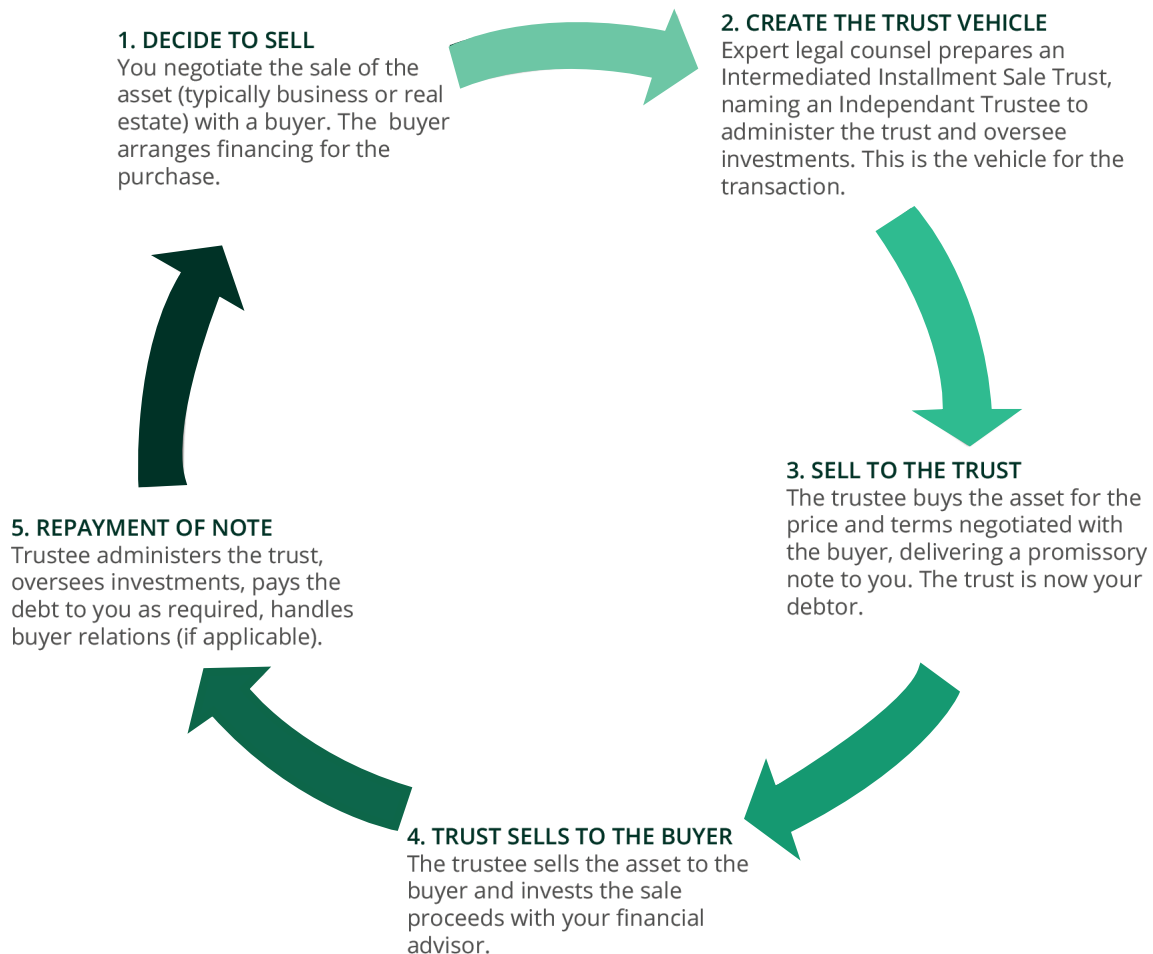 1. DECIDE TO SELL
You negotiate the sale of the
asset (typically business or real
estate) with a buyer. The  buyer
arranges financing for the
purchase.
2. CREATE THE TRUST VEHICLE
Expert legal counsel prepares an
Intermediated Installment Sale Trust,
naming an Independant Trustee to
administer the trust and oversee
investments. This is the vehicle for the
transaction.
3. SELL TO THE TRUST
The trustee buys the asset for the
price and terms negotiated with
the buyer, delivering a promissory
note to you. The trust is now your
debtor.
4. TRUST SELLS TO THE BUYER
The trustee sells the asset to the
buyer and invests the sale
proceeds with your financial
advisor.
5. REPAYMENT OF NOTE
Trustee administers the trust,
oversees investments, pays the
debt to you as required, handles
buyer relations (if applicable).